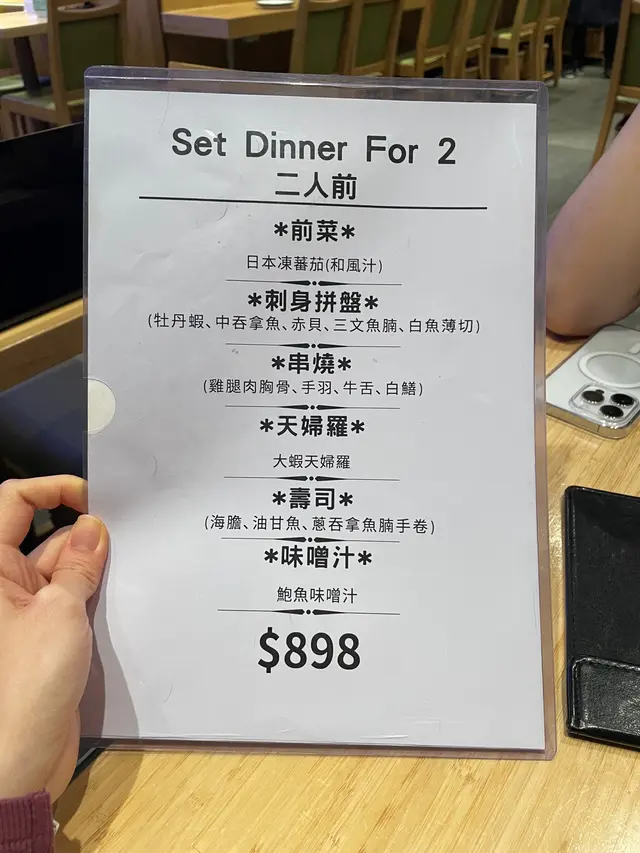 Set Dinner For 2
二人前
*前菜*
日本凍蕃茄(和風汁)
*刺身拼盤*
(牡丹蝦、中吞拿魚、赤貝、三文魚腩、白魚薄切)
*串燒*
(雞腿肉胸骨、手羽、牛舌、白鱔)
*天婦羅*
大蝦天婦羅
*壽司*
(海膽、油甘魚、蔥吞拿魚腩手卷)
*味噌汁*
鮑魚味噌汁
$898